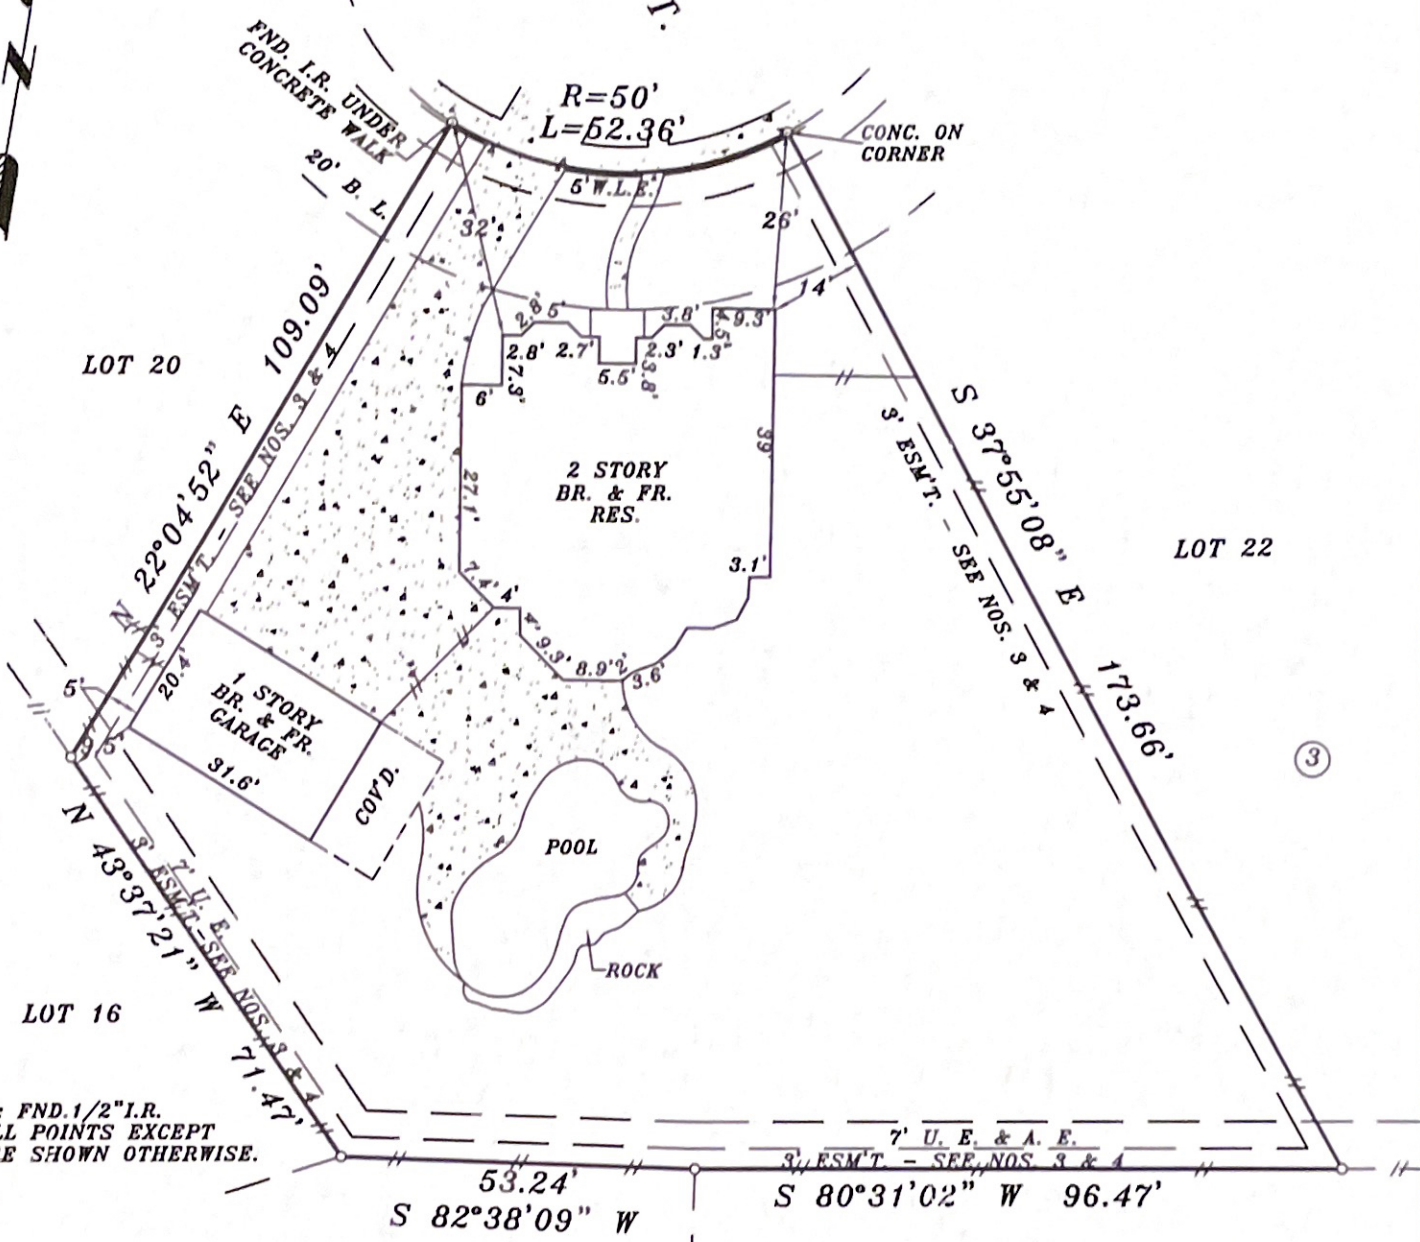 T.
N
FND. I.R. UNDER
CONCRETE WALK
R=50'
L=52.36'
CONC. ON
CORNER
20' B. L.
5' W.L.E.
32'
26'
14'
2.8' 5'
3.8'
4.5'
9.3'
2.8'
2.7'
2.3'
1.3'
7.3'
5.5'
3.8'
6'
LOT 20
N 22°04'52" E 109.09'
3' ESM'T. - SEE NOS. 3 & 4
27.1'
39'
2 STORY
BR. & FR.
RES.
S 37°55'08" E 173.66'
3' ESM'T. - SEE NOS. 3 & 4
LOT 22
3.1'
7.4' 4'
4'
9.3'
8.9' 2'
3.6'
20.4'
5'
5'
1 STORY
BR. & FR.
GARAGE
31.6'
COV'D.
POOL
ROCK
3
N 43°37'21" W 71.47'
7' U. E.
3' ESM'T. - SEE NOS. 3 & 4
LOT 16
: FND.1/2"I.R.
LL POINTS EXCEPT
E SHOWN OTHERWISE.
7' U. E. & A. E.
3' ESM'T. - SEE NOS. 3 & 4
53.24'
S 82°38'09" W
S 80°31'02" W 96.47'